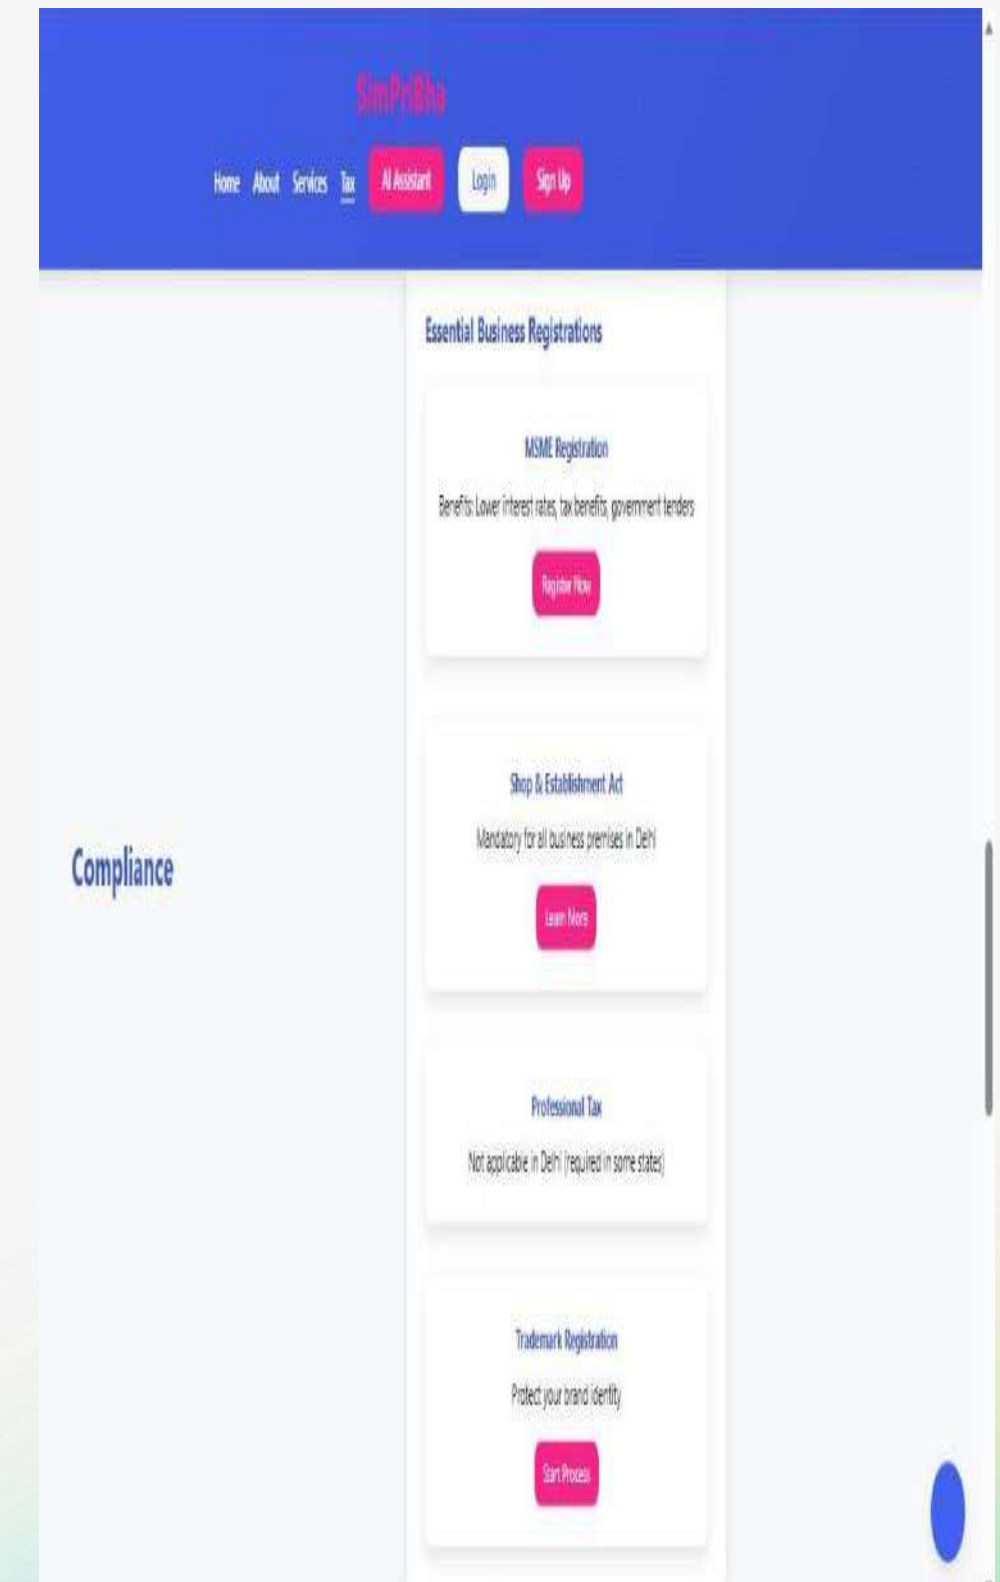 SimPriBha
Home About Services Tax AI Assistant Login Sign Up
Essential Business Registrations
MSME Registration
Benefits: Lower interest rates, tax benefits, government tenders
Register Now
Shop & Establishment Act
Mandatory for all business premises in Delhi
Compliance
Learn More
Professional Tax
Not applicable in Delhi (required in some states)
Trademark Registration
Protect your brand identity
Start Process